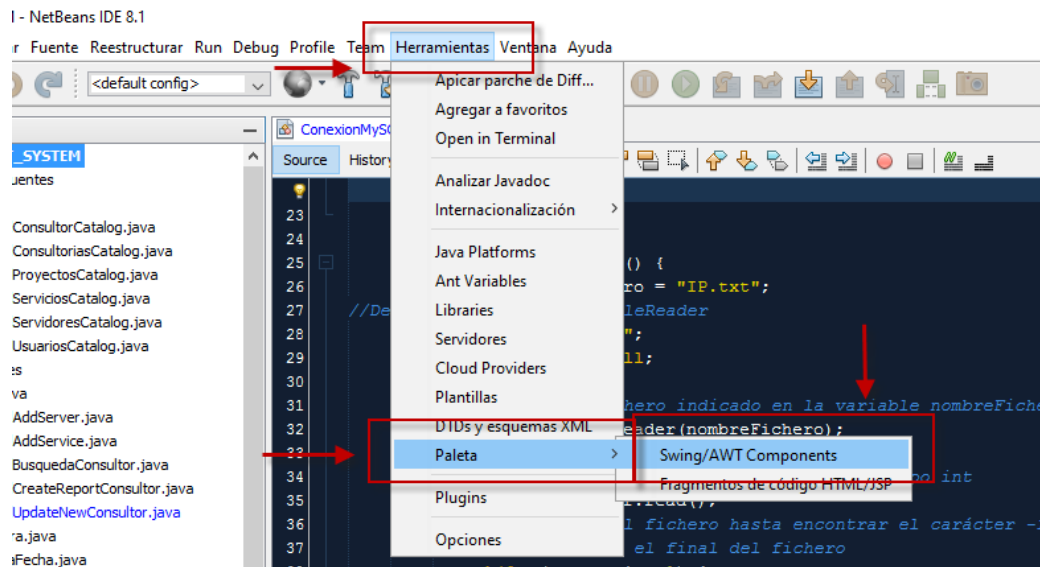 - NetBeans IDE 8.1
Fuente Reestructurar Run Debug Profile Team Herramientas Ventana Ayuda
<default config>
Apicar parche de Diff...
Agregar a favoritos
Open in Terminal
Analizar Javadoc
Internacionalización
Java Platforms
Ant Variables
Libraries
Servidores
Cloud Providers
Plantillas
DTDs y esquemas XML
Paleta
Plugins
Opciones
Swing/AWT Components
Fragmentos de código HTML/JSP
_SYSTEM
uentes
ConsultorCatalog.java
ConsultoriasCatalog.java
ProyectosCatalog.java
ServiciosCatalog.java
ServidoresCatalog.java
UsuariosCatalog.java
es
va
AddServer.java
AddService.java
BusquedaConsultor.java
CreateReportConsultor.java
UpdateNewConsultor.java
ra.java
aFecha.java
ConexionMySQ
Source History
23
24
25 () {
26 ro = "IP.txt";
27 //De leReader
28 ";
29 ll;
30
31 hero indicado en la variable nombreFiche
32 eader(nombreFichero);
33
34 o int
35 r.read();
36 l fichero hasta encontrar el carácter -
37 el final del fichero